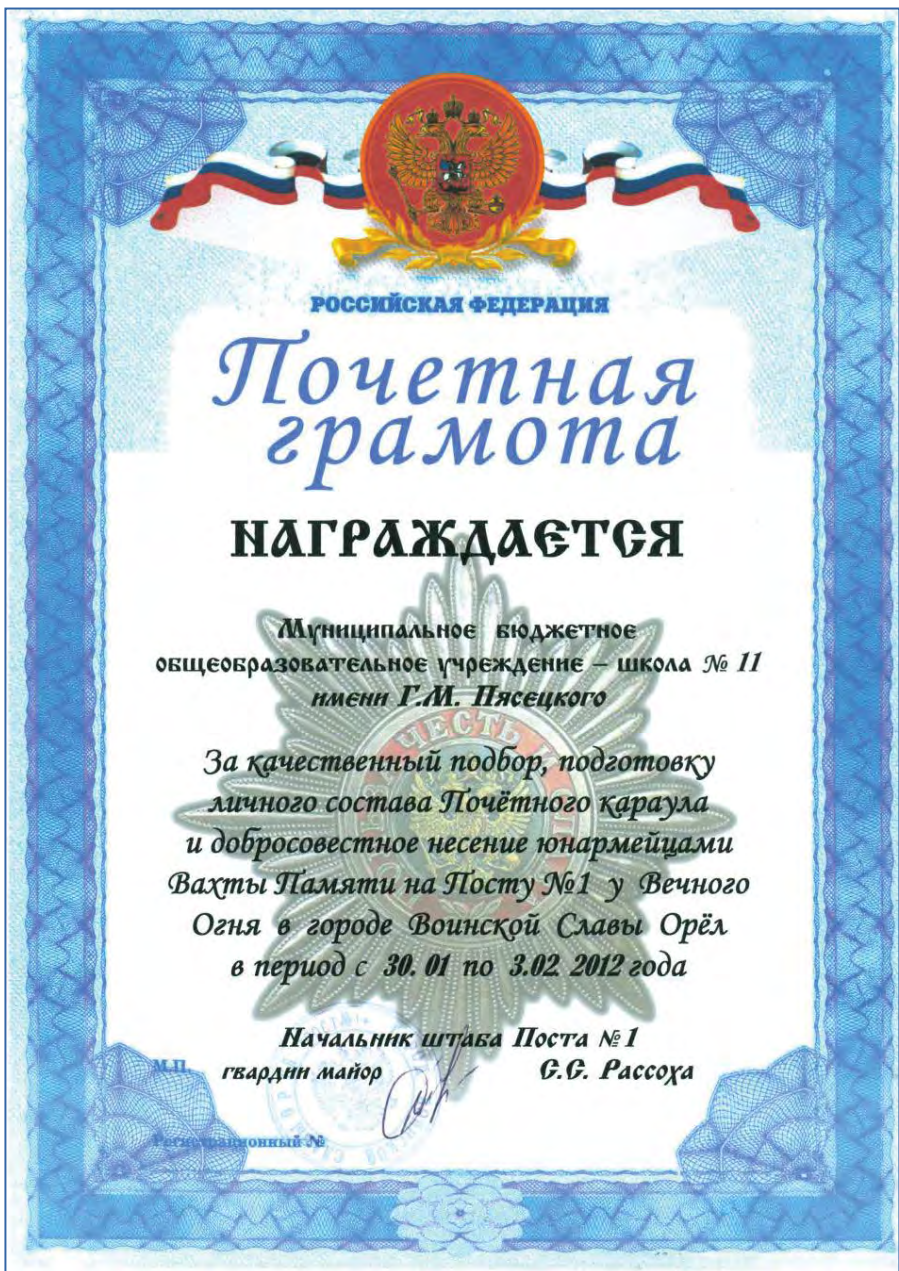 РОССИЙСКАЯ ФЕДЕРАЦИЯ
Почетная
грамота
НАГРАЖДАЕТСЯ
Муниципальное бюджетное
общеобразовательное учреждение – школа № 11
имени Г.М. Пясецкого
За качественный подбор, подготовку
личного состава Почётного караула
и добросовестное несение юнармейцами
Вахты Памяти на Посту №1 у Вечного
Огня в городе Воинской Славы Орёл
в период с 30. 01 по 3.02 2012 года
Начальник штаба Поста № 1
М.П. гвардии майор С.С. Рассоха
Регистрационный №